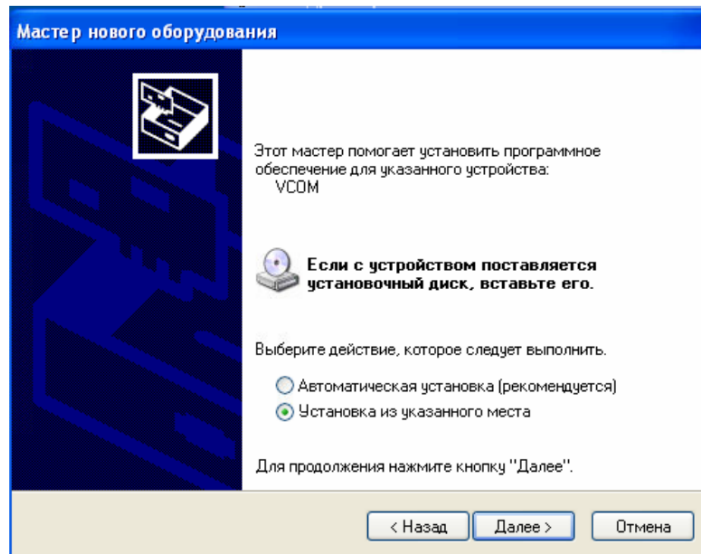 Мастер нового оборудования
Этот мастер помогает установить программное
обеспечение для указанного устройства:
VCOM
Если с устройством поставляется
установочный диск, вставьте его.
Выберите действие, которое следует выполнить.
Автоматическая установка (рекомендуется)
Установка из указанного места
Для продолжения нажмите кнопку "Далее".
< Назад
Далее >
Отмена